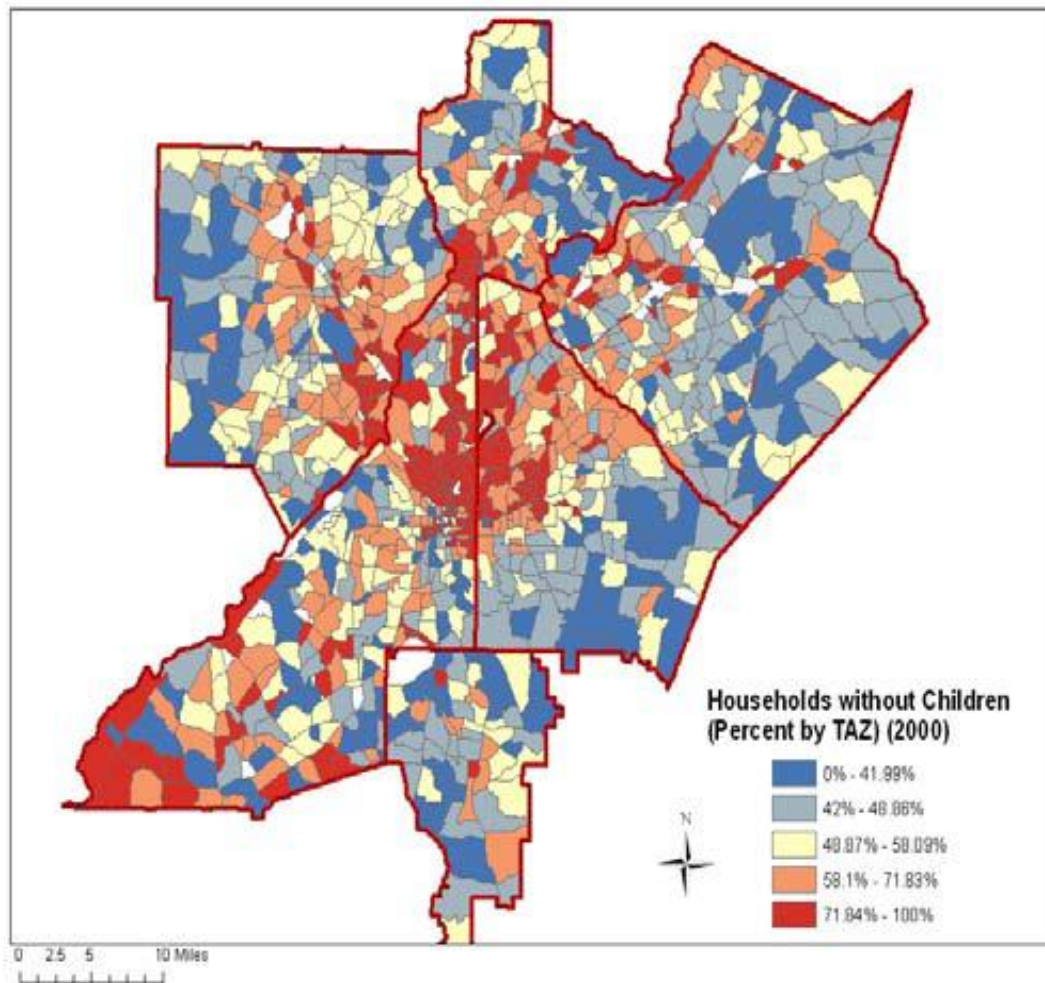 Households without Children
(Percent by TAZ) (2000)
0% - 41.99%
42% - 48.86%
48.87% - 58.09%
58.1% - 71.83%
71.84% - 100%
N
0 2.5 5 10 Miles